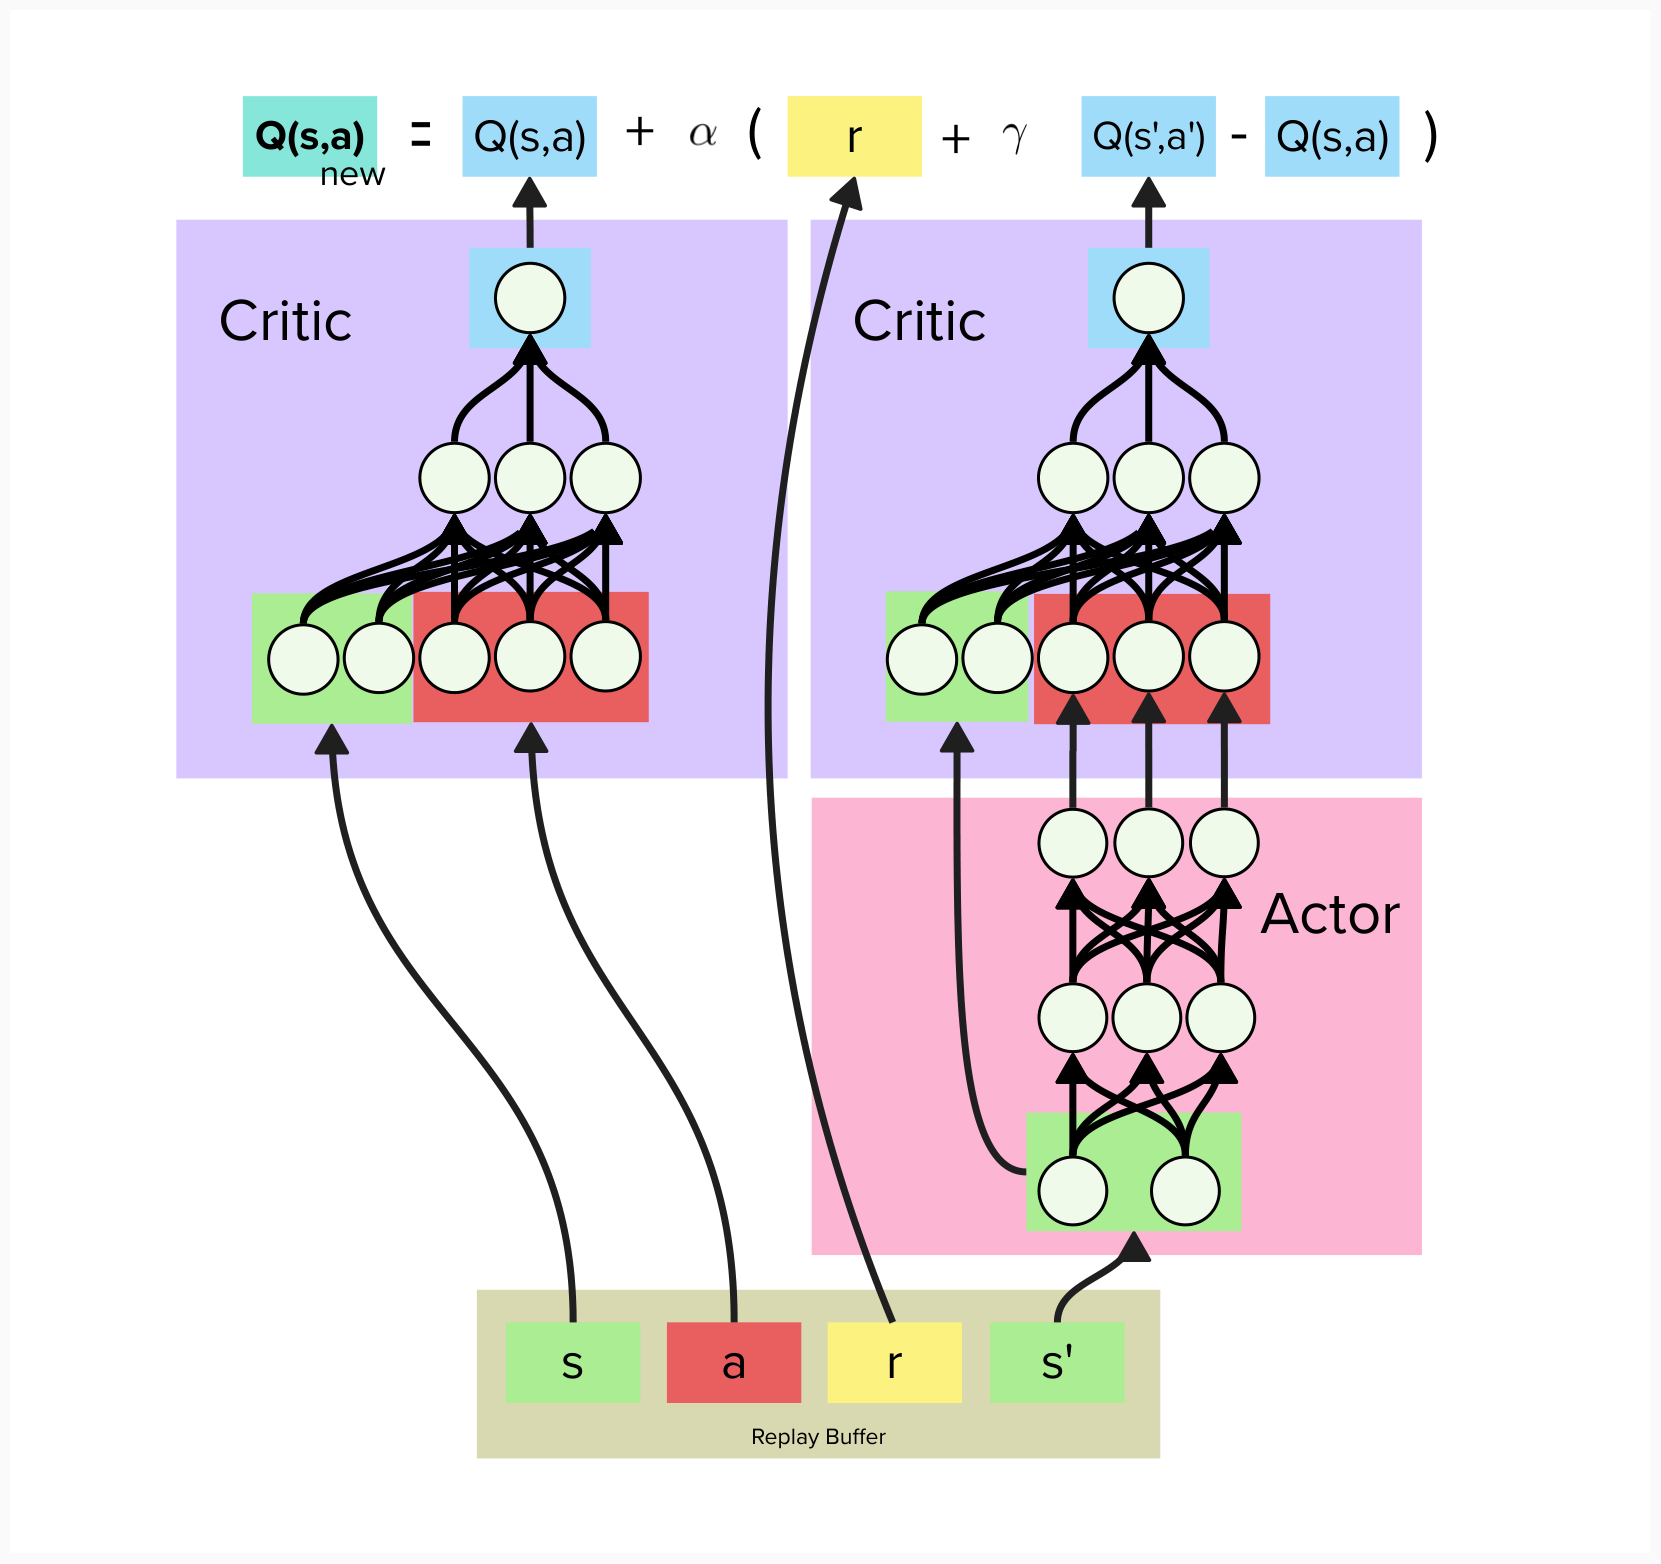 Q(s,a) = Q(s,a) + α ( r + γ Q(s',a') - Q(s,a) )
new
Critic Critic
Actor
s a r s'
Replay Buffer